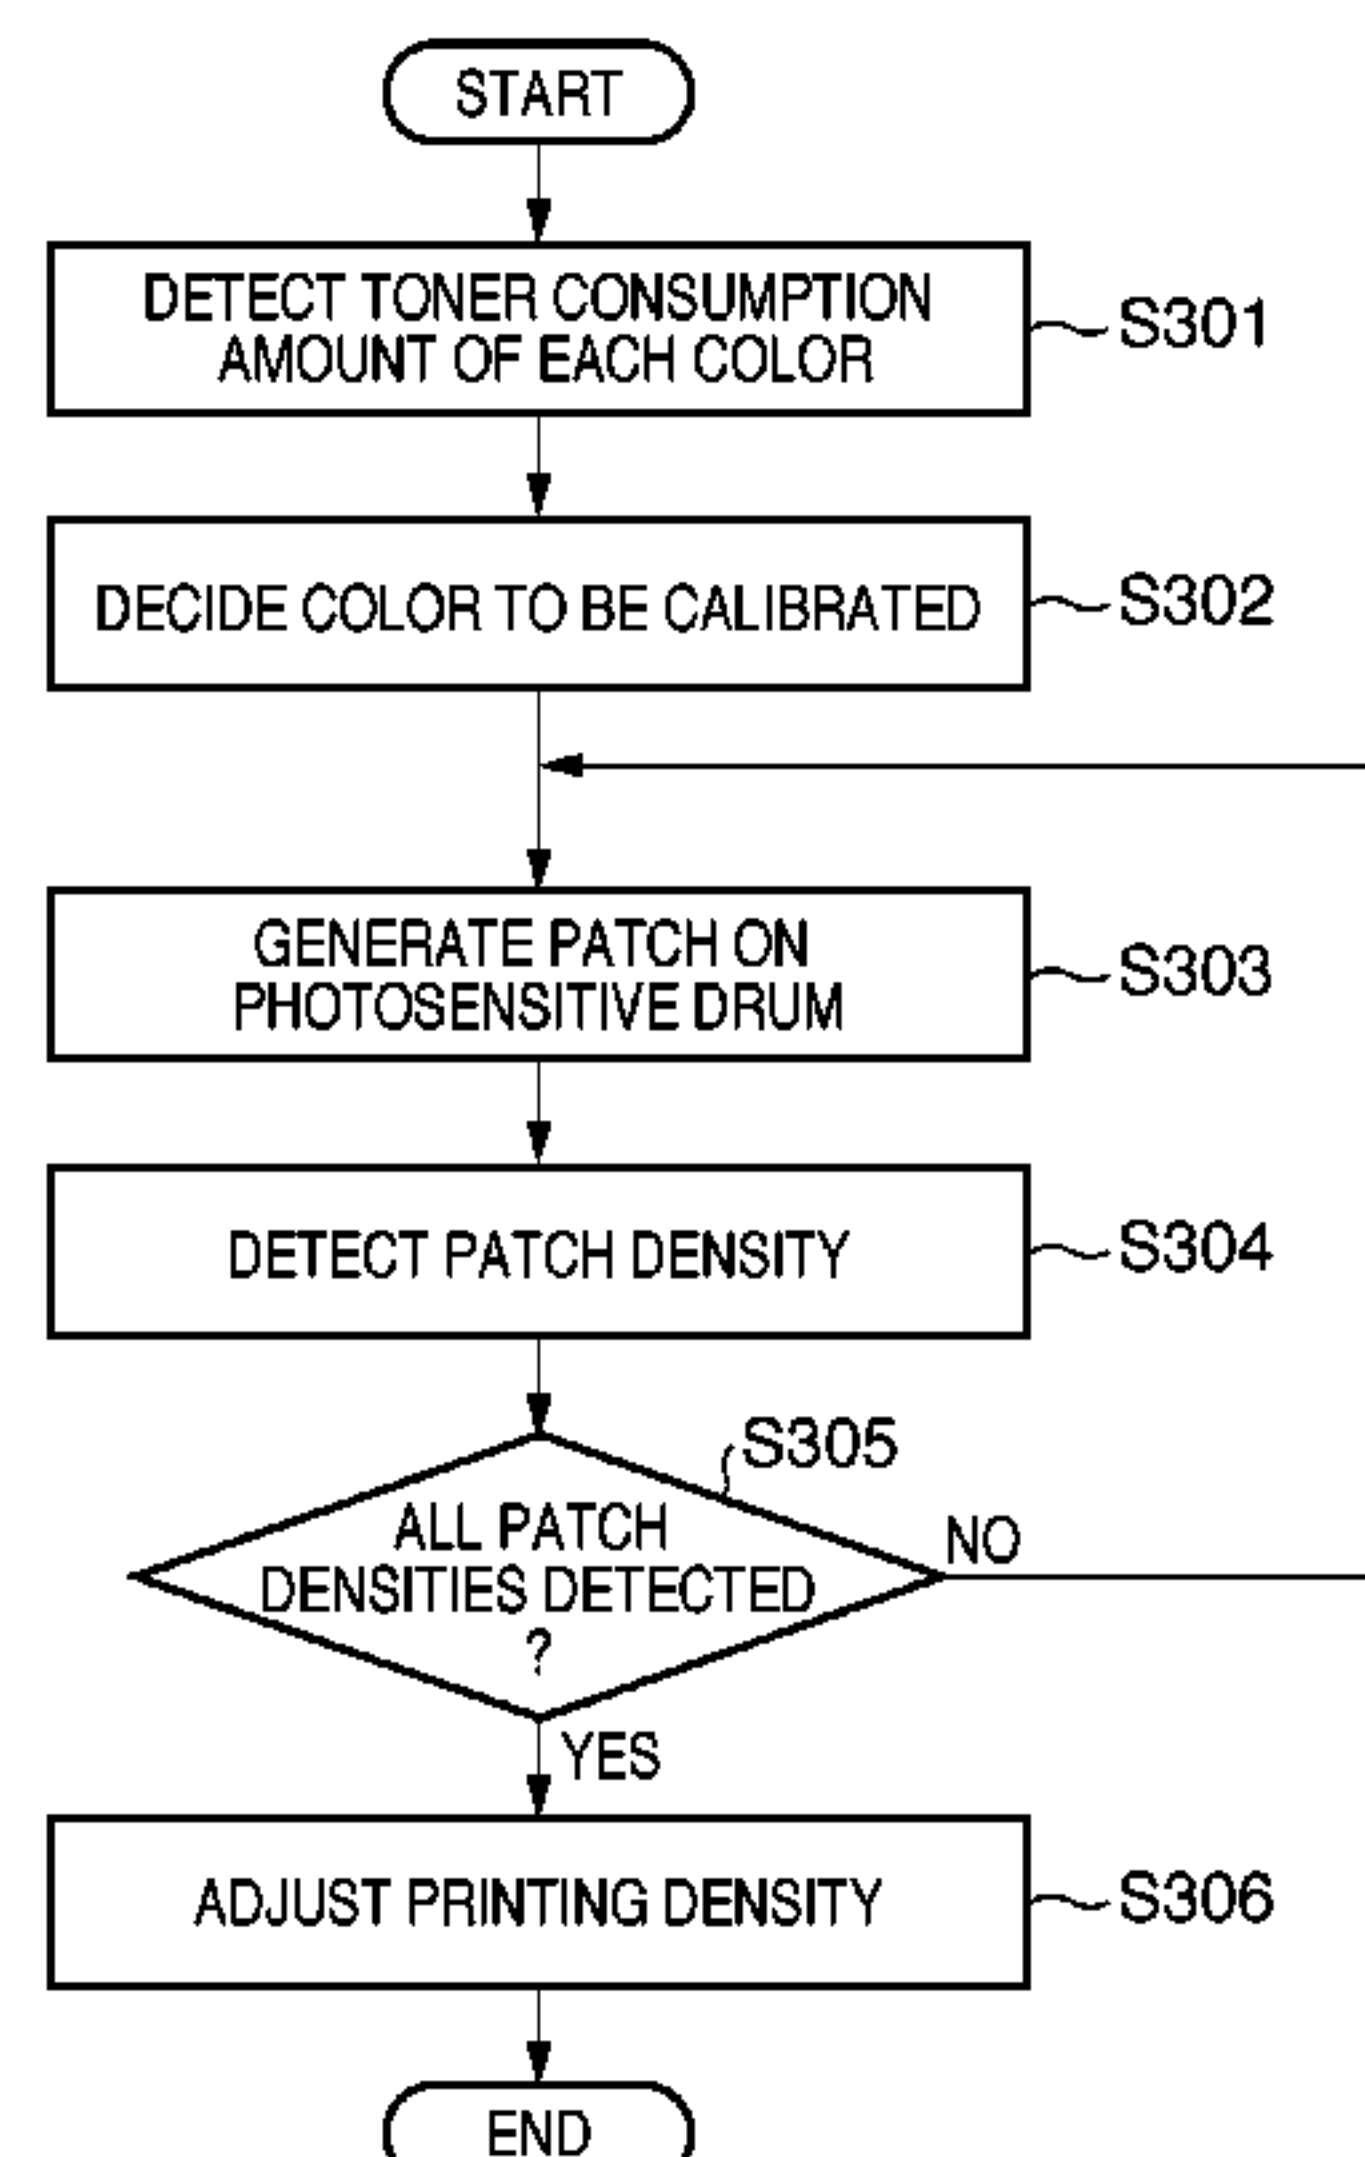 START
DETECT TONER CONSUMPTION
AMOUNT OF EACH COLOR
S301
DECIDE COLOR TO BE CALIBRATED
S302
GENERATE PATCH ON
PHOTOSENSITIVE DRUM
S303
DETECT PATCH DENSITY
S304
S305
ALL PATCH
DENSITIES DETECTED
?
NO
YES
ADJUST PRINTING DENSITY
S306
END